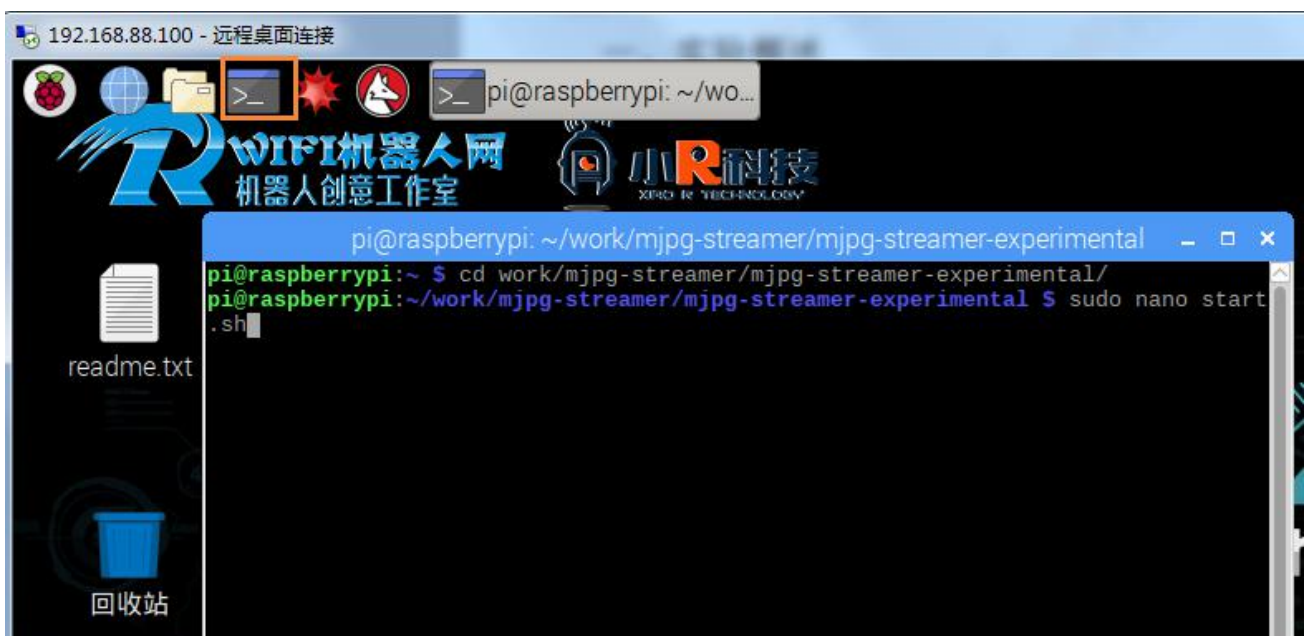 192.168.88.100 - 远程桌面连接
>_
>_ pi@raspberrypi: ~/wo...
R WIFI机器人网
机器人创意工作室
小R科技
XIAO R TECHNOLOGY
pi@raspberrypi: ~/work/mjpg-streamer/mjpg-streamer-experimental
pi@raspberrypi:~ $ cd work/mjpg-streamer/mjpg-streamer-experimental/
pi@raspberrypi:~/work/mjpg-streamer/mjpg-streamer-experimental $ sudo nano start
.sh
readme.txt
回收站